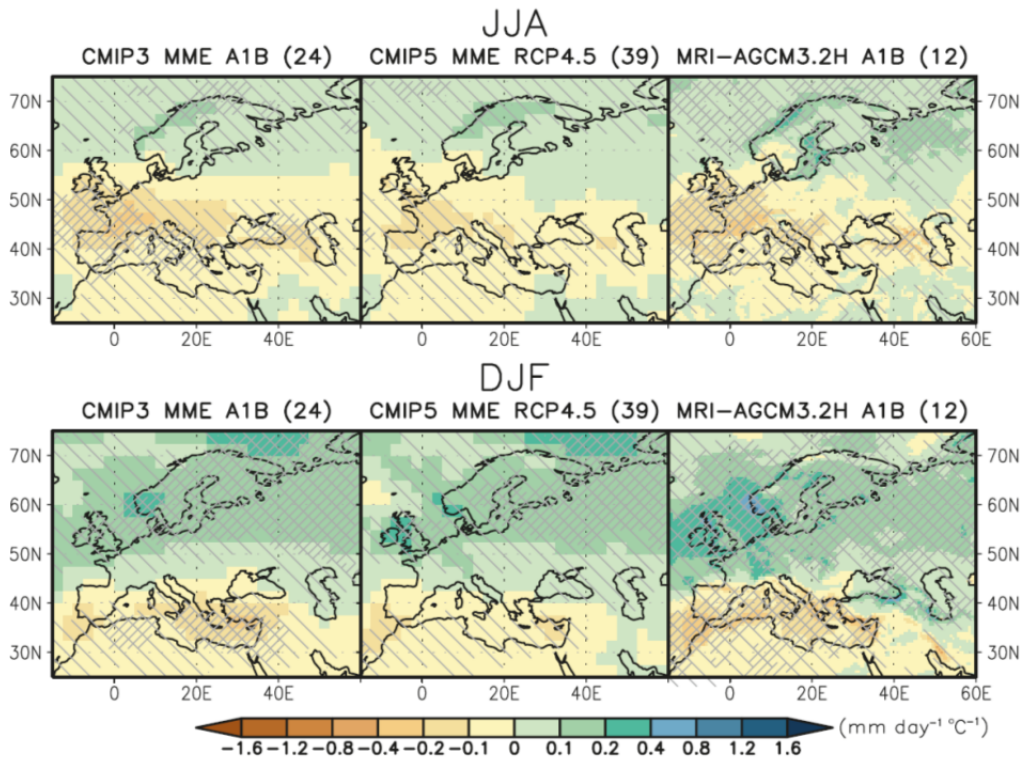 JJA
CMIP3 MME A1B (24) CMIP5 MME RCP4.5 (39) MRI-AGCM3.2H A1B (12)
70N 70N
60N 60N
50N 50N
40N 40N
30N 30N
0 20E 40E 0 20E 40E 0 20E 40E 60E
DJF
CMIP3 MME A1B (24) CMIP5 MME RCP4.5 (39) MRI-AGCM3.2H A1B (12)
70N 70N
60N 60N
50N 50N
40N 40N
30N 30N
0 20E 40E 0 20E 40E 0 20E 40E 60E
(mm day⁻¹ °C⁻¹)
-1.6 -1.2 -0.8 -0.4 -0.2 -0.1 0 0.1 0.2 0.4 0.8 1.2 1.6